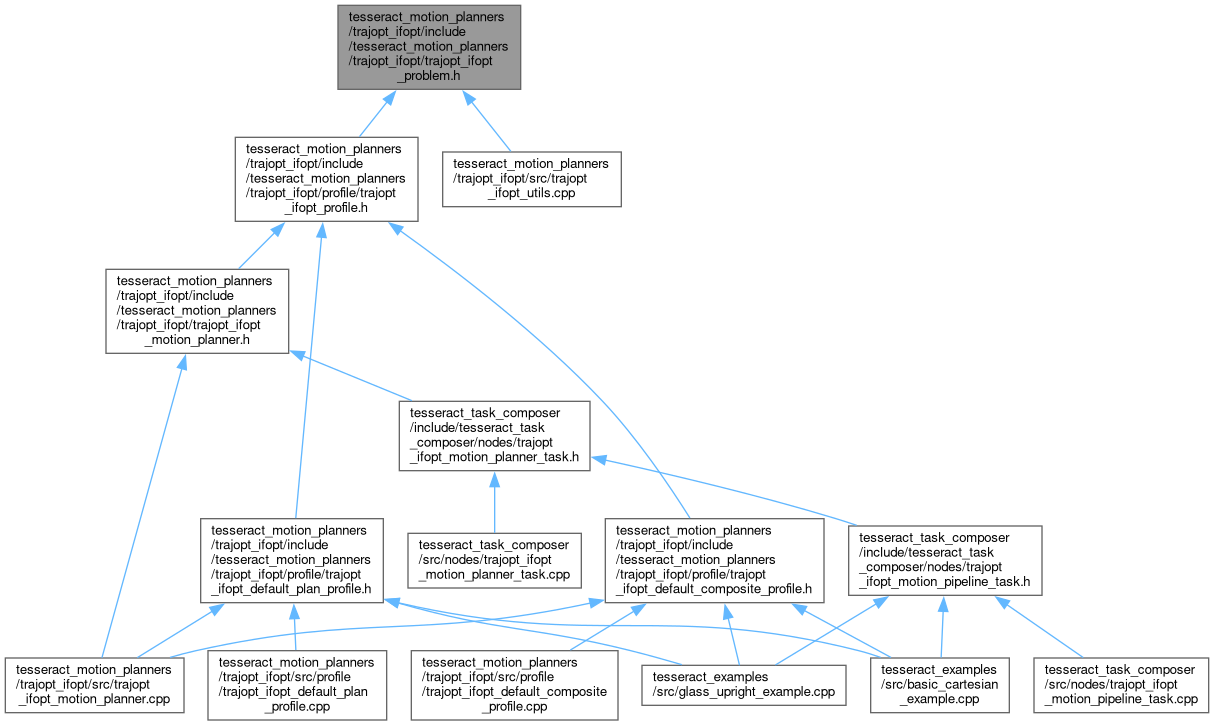 tesseract_motion_planners
/trajopt_ifopt/include
/tesseract_motion_planners
/trajopt_ifopt/trajopt_ifopt
_problem.h
tesseract_motion_planners
/trajopt_ifopt/include
/tesseract_motion_planners
/trajopt_ifopt/profile/trajopt
_ifopt_profile.h
tesseract_motion_planners
/trajopt_ifopt/src/trajopt
_ifopt_utils.cpp
tesseract_motion_planners
/trajopt_ifopt/include
/tesseract_motion_planners
/trajopt_ifopt/trajopt_ifopt
_motion_planner.h
tesseract_task_composer
/include/tesseract_task
_composer/nodes/trajopt
_ifopt_motion_planner_task.h
tesseract_motion_planners
/trajopt_ifopt/include
/tesseract_motion_planners
/trajopt_ifopt/profile/trajopt
_ifopt_default_plan_profile.h
tesseract_task_composer
/src/nodes/trajopt_ifopt
_motion_planner_task.cpp
tesseract_motion_planners
/trajopt_ifopt/include
/tesseract_motion_planners
/trajopt_ifopt/profile/trajopt
_ifopt_default_composite_profile.h
tesseract_task_composer
/include/tesseract_task
_composer/nodes/trajopt
_ifopt_motion_pipeline_task.h
tesseract_motion_planners
/trajopt_ifopt/src/trajopt
_ifopt_motion_planner.cpp
tesseract_motion_planners
/trajopt_ifopt/src/profile
/trajopt_ifopt_default_plan
_profile.cpp
tesseract_motion_planners
/trajopt_ifopt/src/profile
/trajopt_ifopt_default_composite
_profile.cpp
tesseract_examples
/src/glass_upright_example.cpp
tesseract_examples
/src/basic_cartesian
_example.cpp
tesseract_task_composer
/src/nodes/trajopt_ifopt
_motion_pipeline_task.cpp